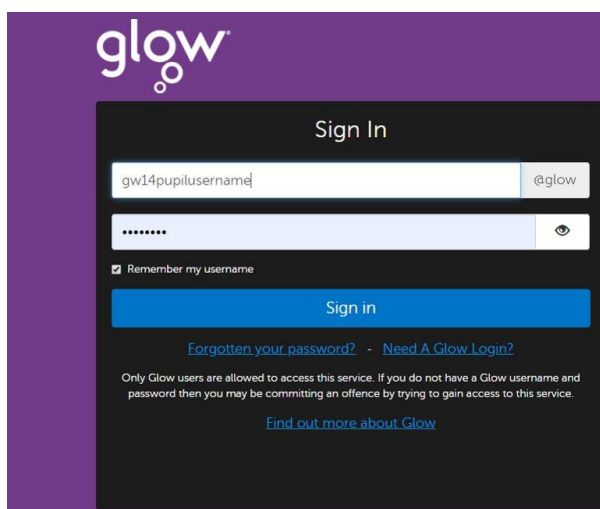 glow
Sign In
gw14pupilusername
@glow
••••••••
Remember my username
Sign in
Forgotten your password? - Need A Glow Login?
Only Glow users are allowed to access this service. If you do not have a Glow username and
password then you may be committing an offence by trying to gain access to this service.
Find out more about Glow